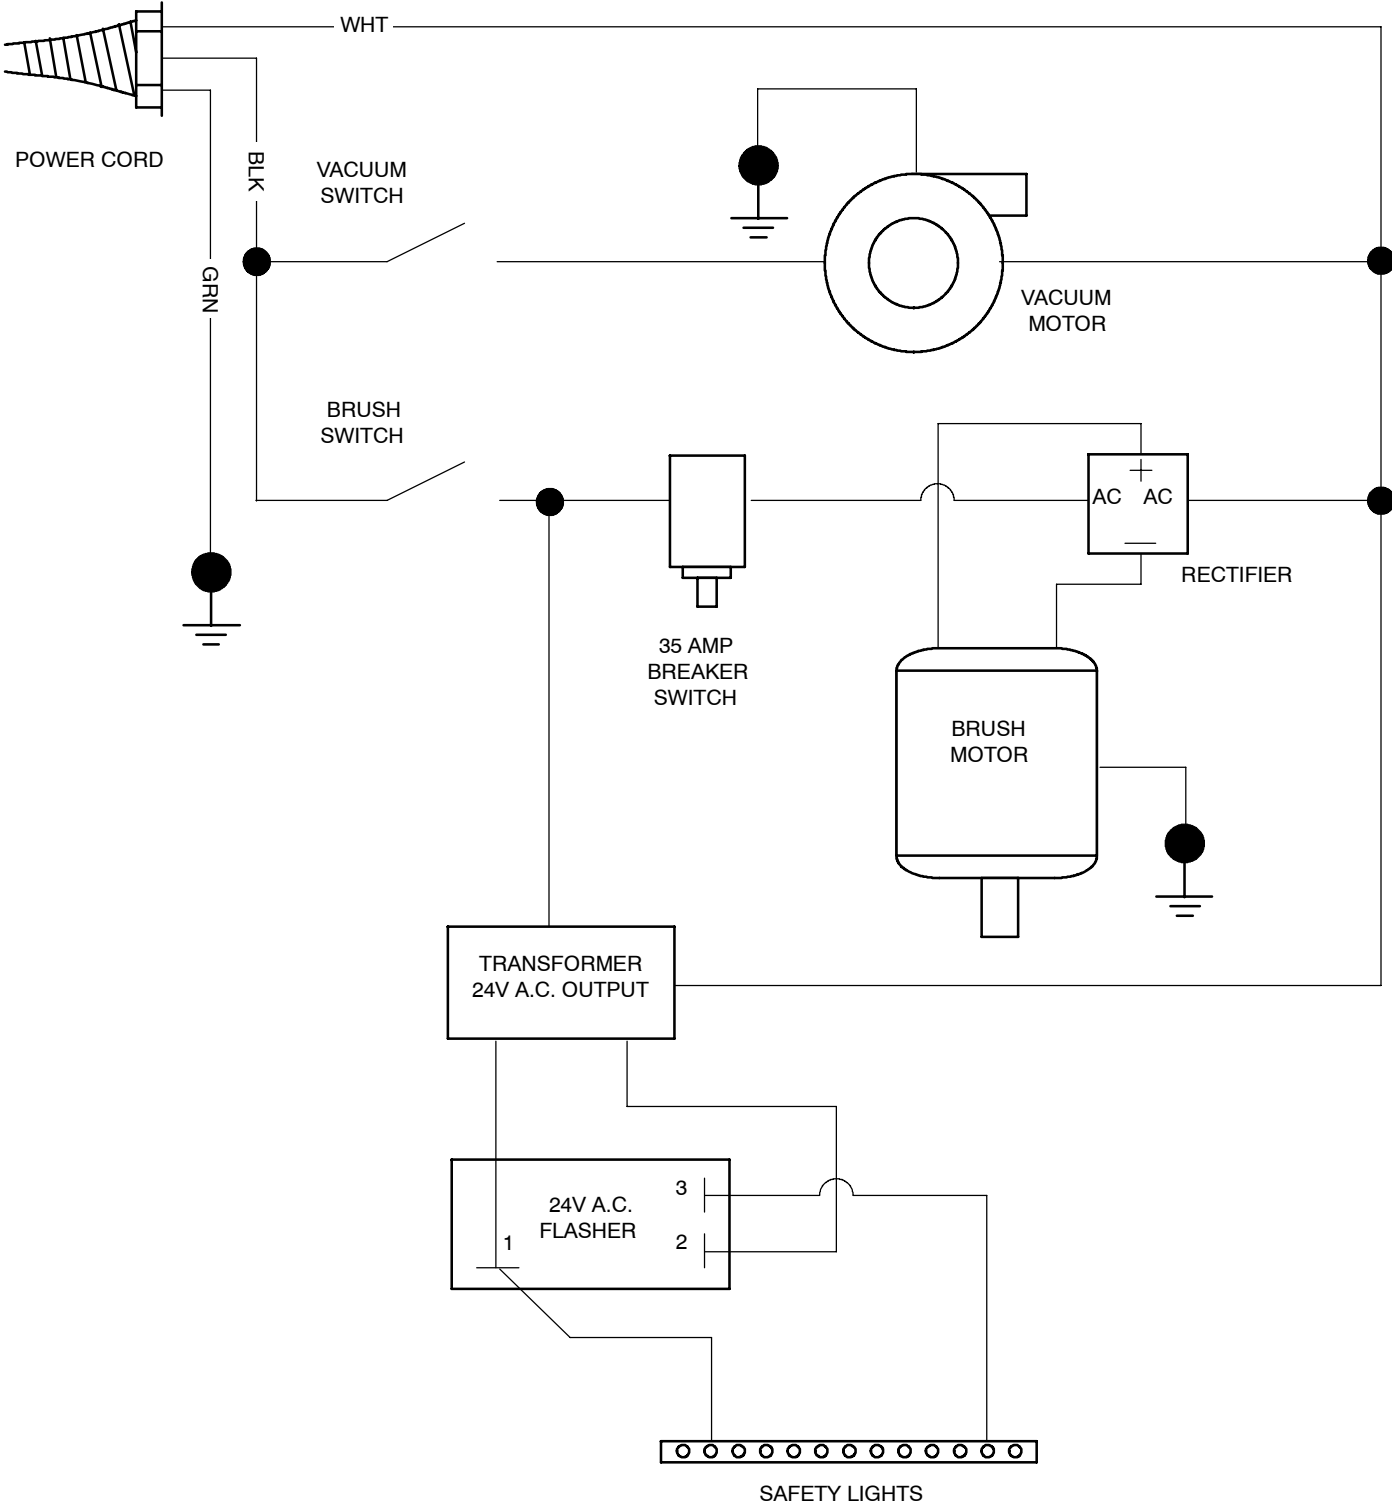 WHT
POWER CORD
BLK
VACUUM
SWITCH
GRN
VACUUM
MOTOR
BRUSH
SWITCH
AC AC
RECTIFIER
35 AMP
BREAKER
SWITCH
BRUSH
MOTOR
TRANSFORMER
24V A.C. OUTPUT
3
24V A.C.
FLASHER
1
2
SAFETY LIGHTS